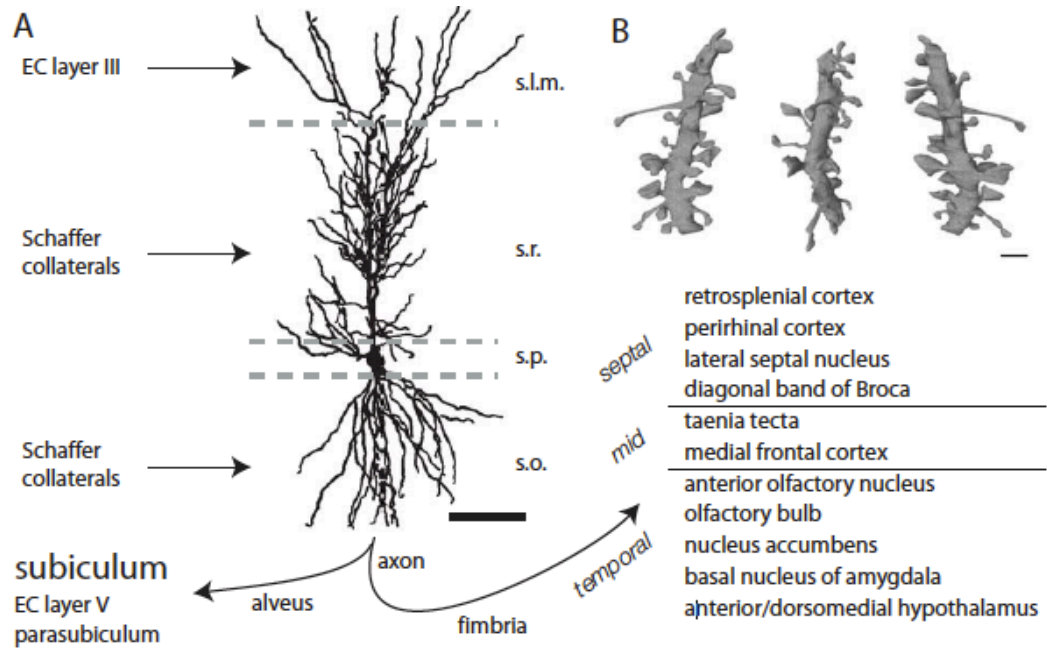 A
EC layer III
s.l.m.
Schaffer
collaterals
s.r.
s.p.
Schaffer
collaterals
s.o.
axon
subiculum
EC layer V
parasubiculum
alveus
fimbria
B
septal
retrosplenial cortex
perirhinal cortex
lateral septal nucleus
diagonal band of Broca
mid
taenia tecta
medial frontal cortex
temporal
anterior olfactory nucleus
olfactory bulb
nucleus accumbens
basal nucleus of amygdala
anterior/dorsomedial hypothalamus